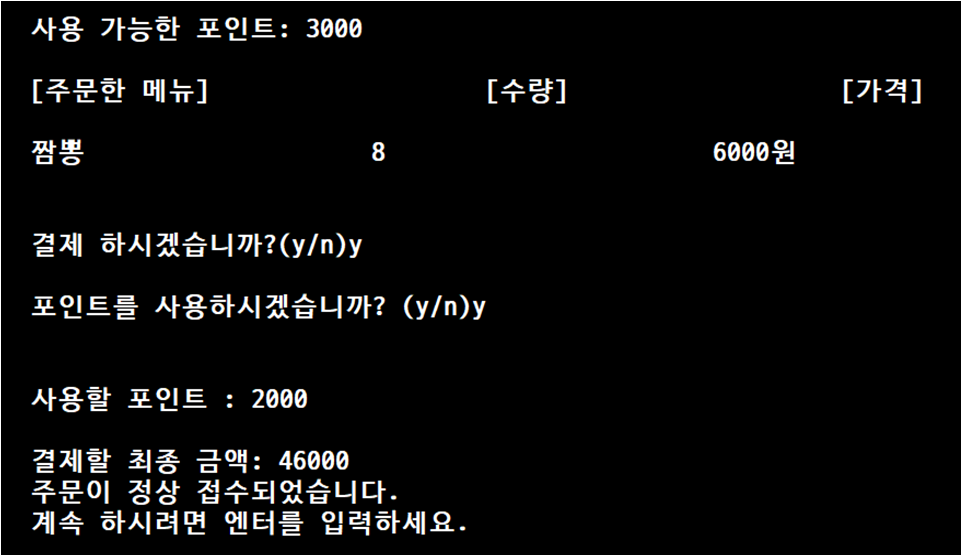 사용 가능한 포인트: 3000
[주문한 메뉴] [수량] [가격]
짬뽕 8 6000원
결제 하시겠습니까?(y/n)y
포인트를 사용하시겠습니까? (y/n)y
사용할 포인트 : 2000
결제할 최종 금액: 46000
주문이 정상 접수되었습니다.
계속 하시려면 엔터를 입력하세요.